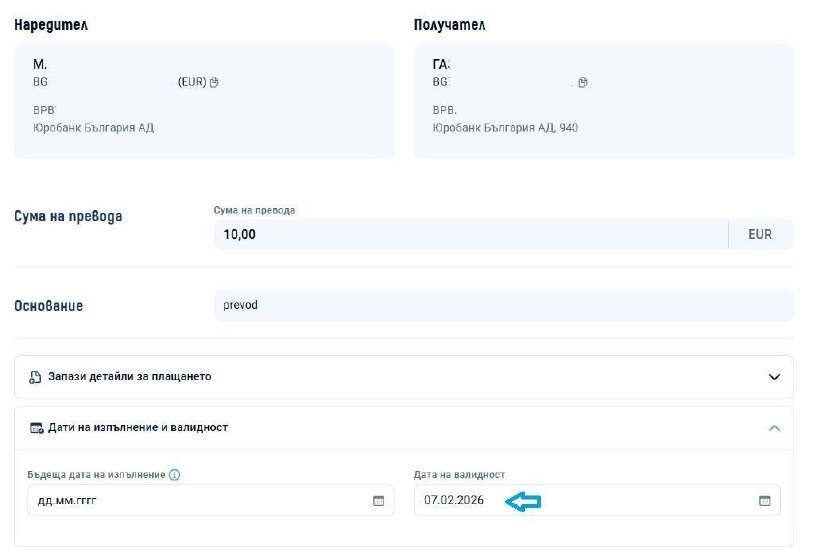 Наредител
Получател
М.
ГАЗ
BG (EUR)
BG
BPB
BPB.
Юробанк България АД
Юробанк България АД, 940
Сума на превода
Сума на превода
10,00 EUR
Основание
prevod
Запази детайли за плащането
Дати на изпълнение и валидност
Бъдеща дата на изпълнение
Дата на валидност
дд.мм.гггг
07.02.2026